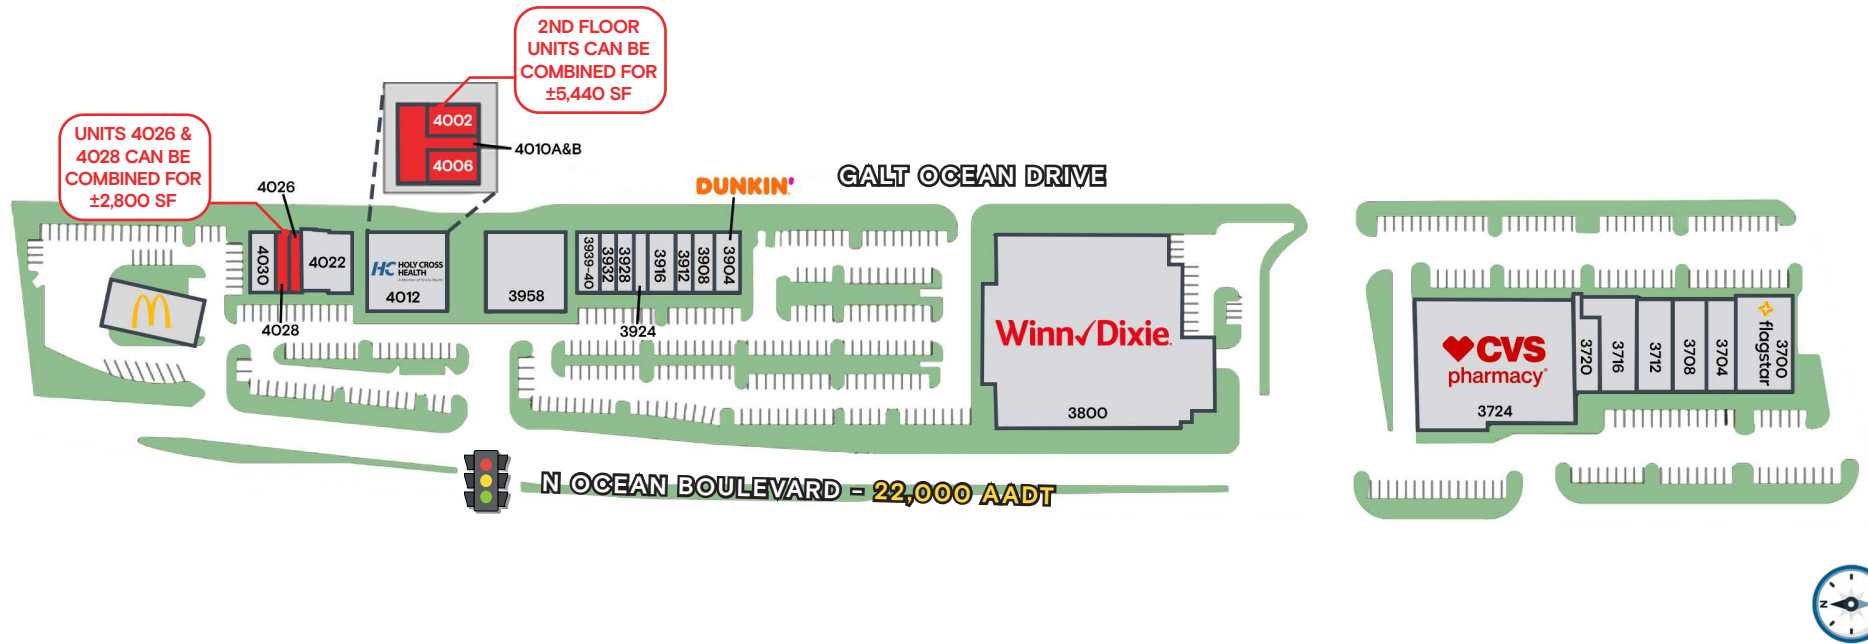 2ND FLOOR
UNITS CAN BE
COMBINED FOR
±5,440 SF
UNITS 4026 &
4028 CAN BE
COMBINED FOR
±2,800 SF
4002
4006
4010A&B
4026
DUNKIN'
GALT OCEAN DRIVE
4030
4028
4022
HC HOLY CROSS
HEALTH
4012
3958
3939-40
3932
3928
3924
3916
3912
3908
3904
Winn✓Dixie
3800
CVS
pharmacy
3724
3720
3716
3712
3708
3704
flagstar
3700
N OCEAN BOULEVARD - 22,000 AADT
N